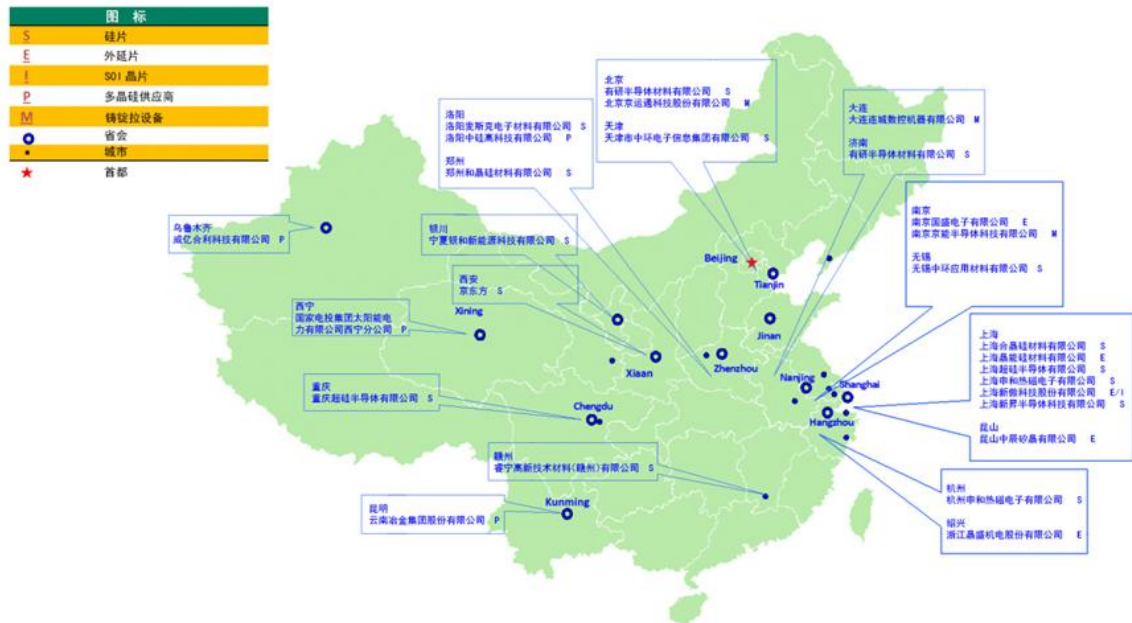 图 标
S 硅片
E 外延片
I SOI 晶片
P 多晶硅供应商
M 铸锭拉设备
省会
城市
首都
乌鲁木齐
威亿合利科技有限公司 P
洛阳
洛阳麦斯克电子材料有限公司 S
洛阳中硅高科技有限公司 P
郑州
郑州和晶硅材料有限公司 S
北京
有研半导体材料有限公司 S
北京京运通科技股份有限公司 M
天津
天津市中环电子信息集团有限公司 S
大连
大连连城数控机器有限公司 M
济南
有研半导体材料有限公司 S
南京
南京国盛电子有限公司 E
南京京能半导体科技有限公司 M
无锡
无锡中环应用材料有限公司 S
银川
宁夏银和新能源科技有限公司 S
西安
京东方 S
西宁
国家电投集团太阳能电
力有限公司西宁分公司 P
重庆
重庆超硅半导体有限公司 S
赣州
睿宁高新技术材料(赣州)有限公司 S
昆明
云南冶金集团股份有限公司 P
上海
上海合晶硅材料有限公司 S
上海晶能硅材料有限公司 E
上海超硅半导体有限公司 S
上海申和热磁电子有限公司 S
上海新傲科技股份有限公司 E/I
上海新昇半导体科技有限公司 S
昆山
昆山中辰矽晶有限公司 E
杭州
杭州申和热磁电子有限公司 S
绍兴
浙江晶盛机电股份有限公司 E
Beijing
Tianjin
Jinan
Xining
Xiaan
Zhenzhou
Nanjing
Shanghai
Hangzhou
Chengdu
Kunming